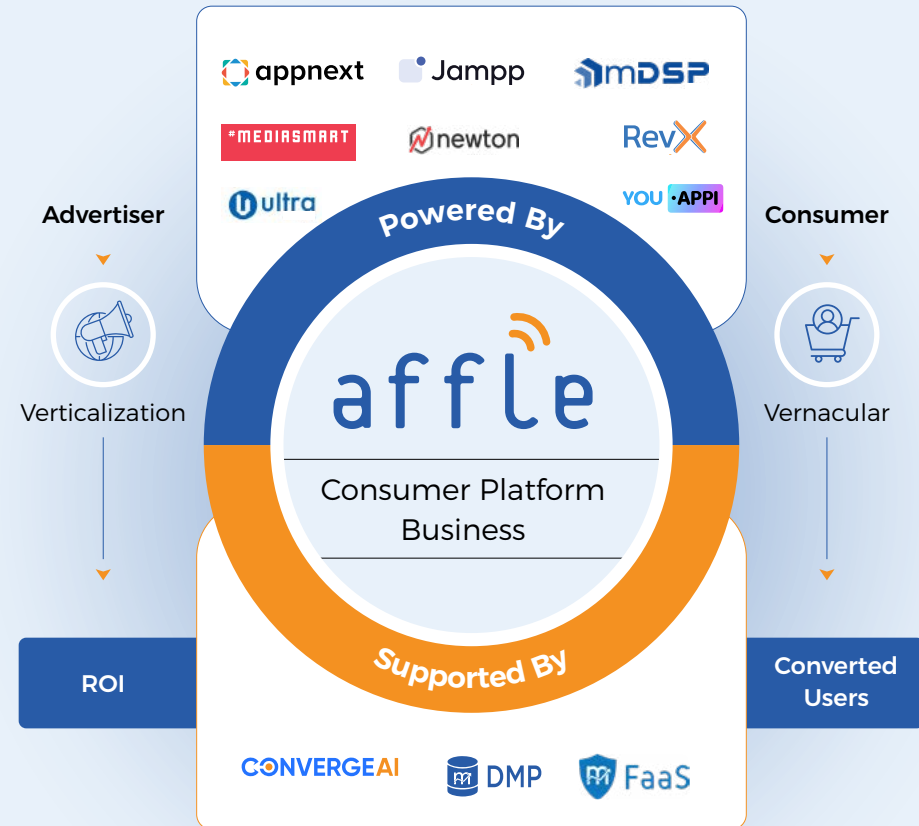 appnext
Jampp
mDSP
#MEDIASMART
newton
RevX
ultra
YOU •APPI
Powered By
Advertiser
Verticalization
ROI
affle
Consumer Platform
Business
Consumer
Vernacular
Converted
Users
Supported By
CONVERGEAI
DMP
FaaS